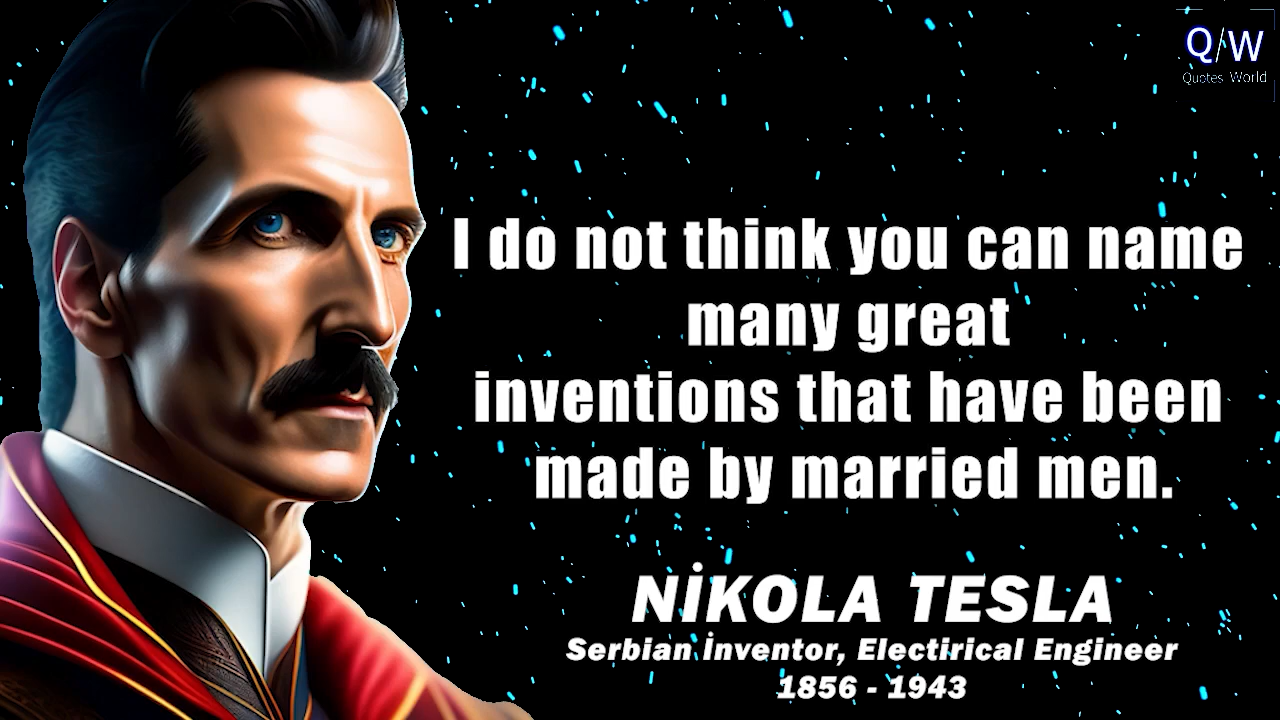 Q/W
Quotes World
I do not think you can name
many great
inventions that have been
made by married men.
NİKOLA TESLA
Serbian İnventor, Electirical Engineer
1856 - 1943